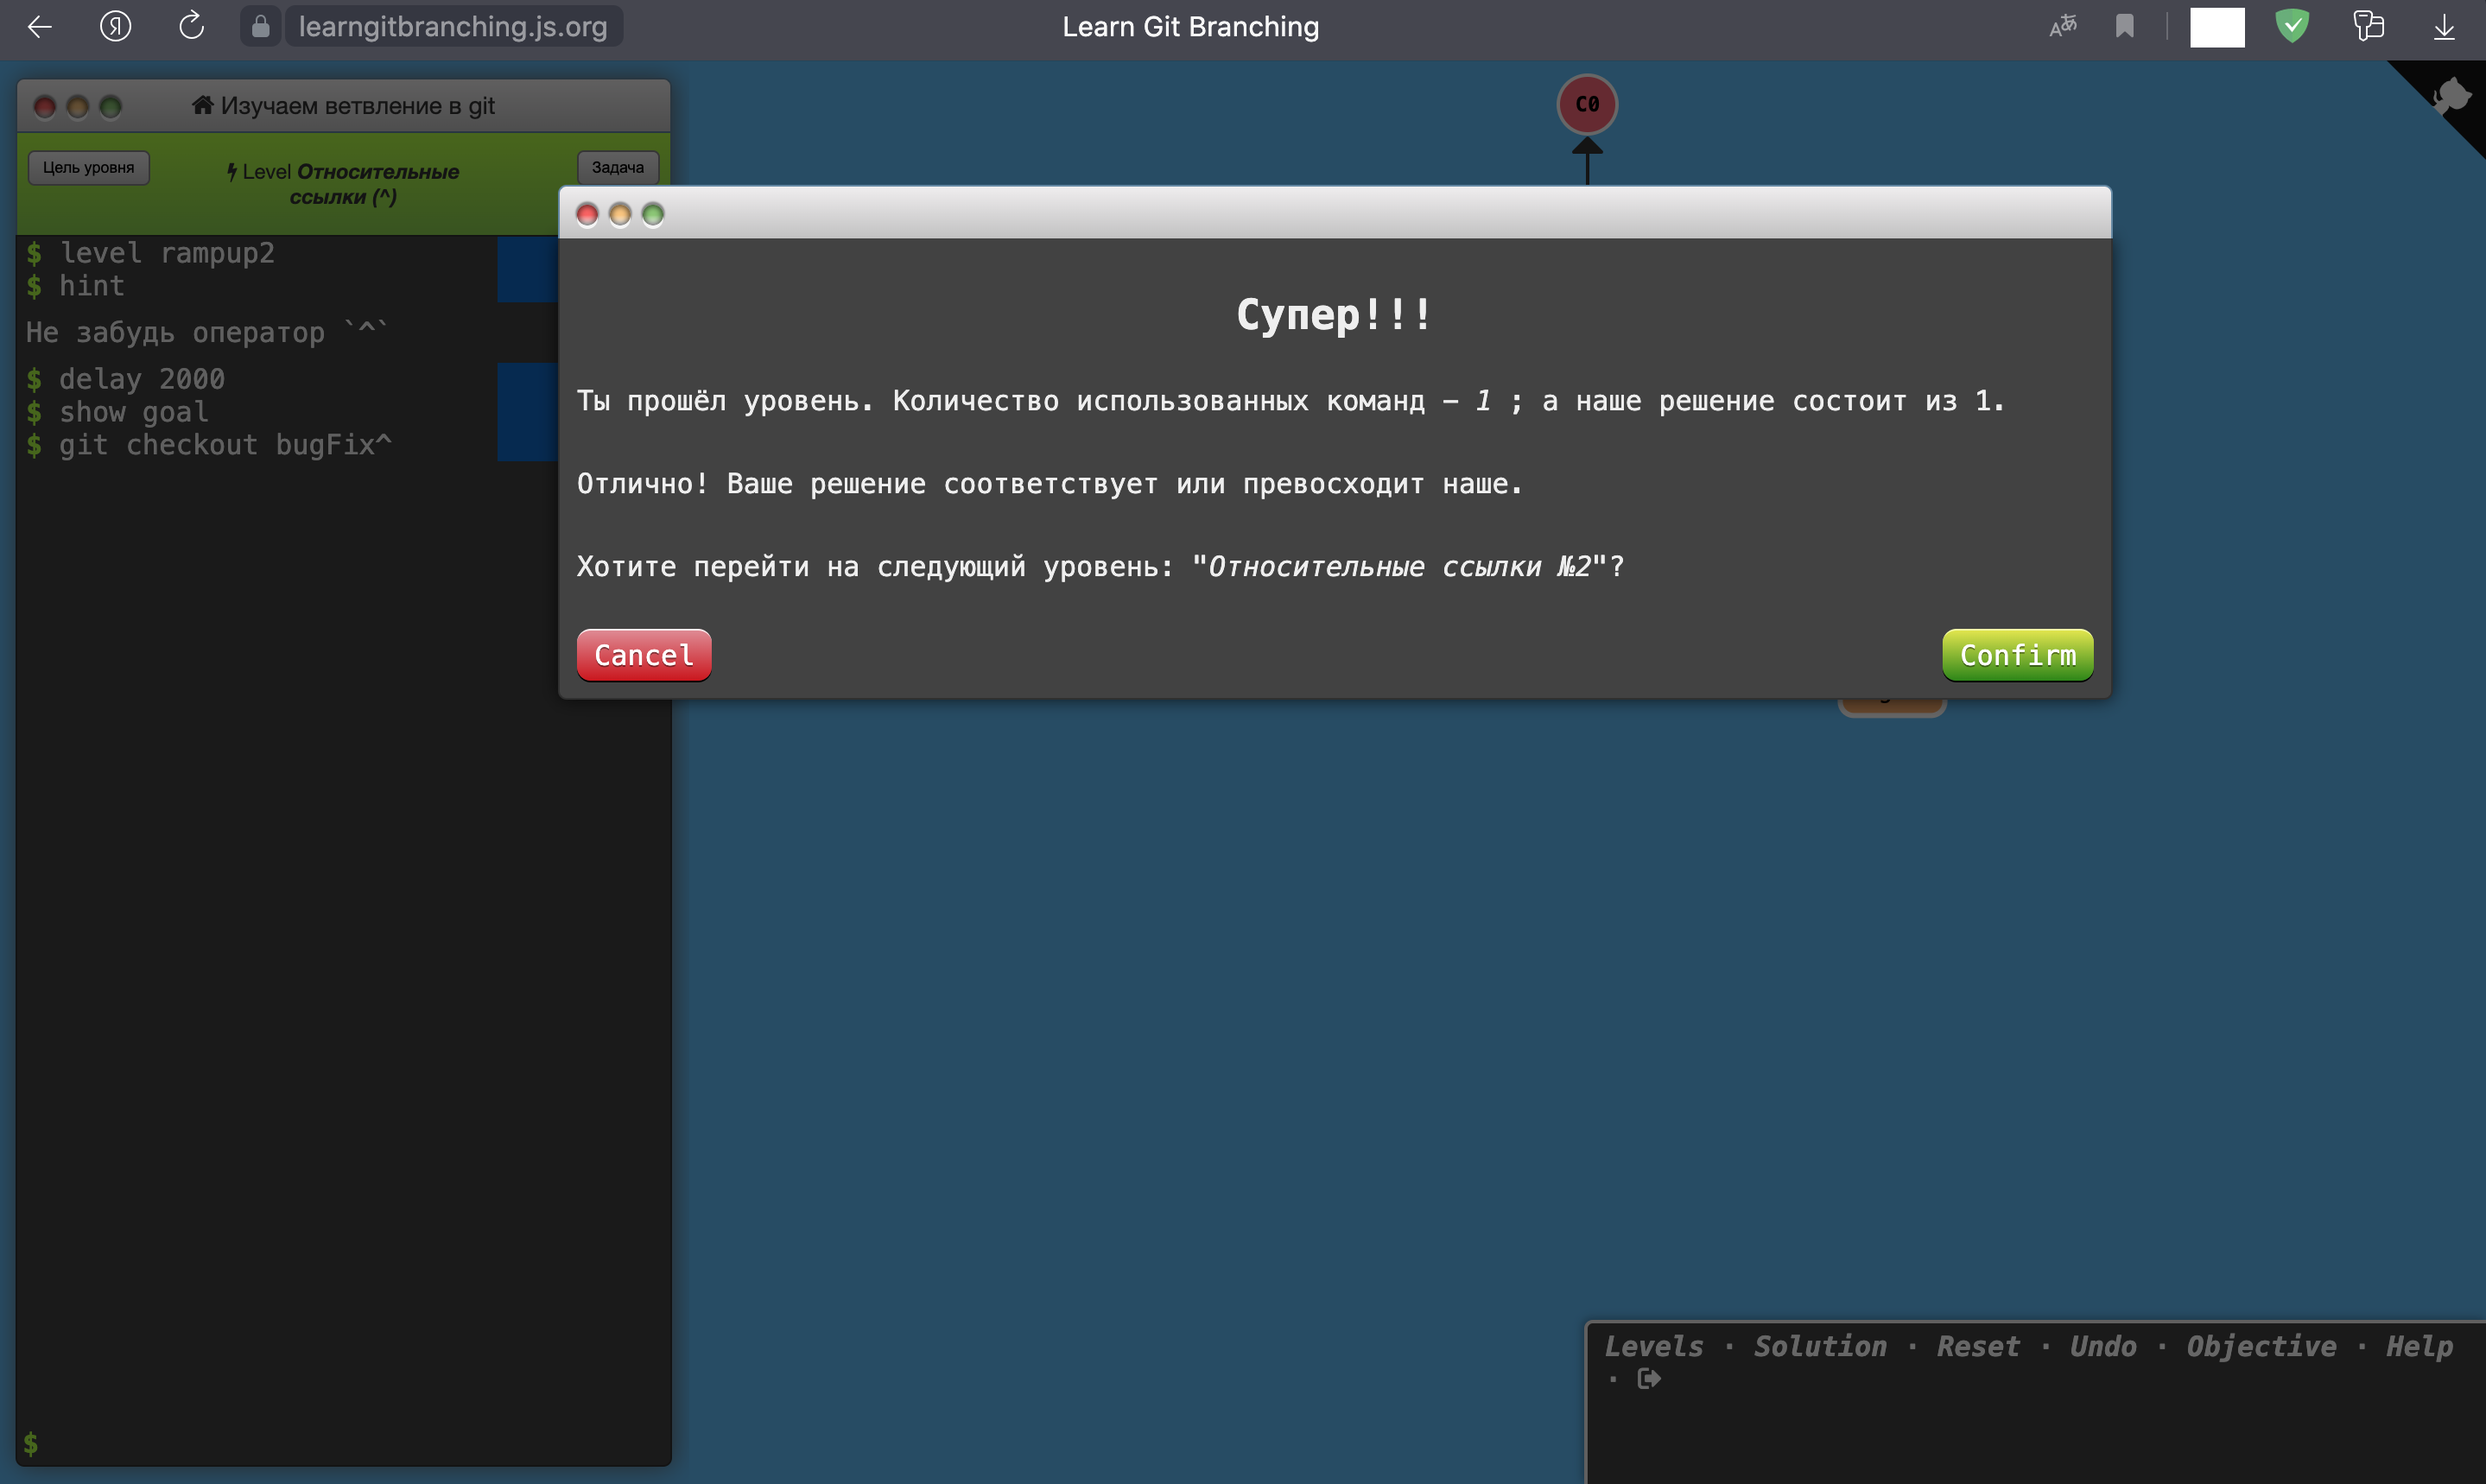 learngitbranching.js.org
Learn Git Branching
Изучаем ветвление в git
Цель уровня
Level Относительные
ссылки (^)
Задача
$ level rampup2
$ hint
Не забудь оператор `^`
$ delay 2000
$ show goal
$ git checkout bugFix^
$
C0
Супер!!!
Ты прошёл уровень. Количество использованных команд – 1 ; а наше решение состоит из 1.
Отлично! Ваше решение соответствует или превосходит наше.
Хотите перейти на следующий уровень: "Относительные ссылки №2"?
Cancel
Confirm
Levels · Solution · Reset · Undo · Objective · Help
·